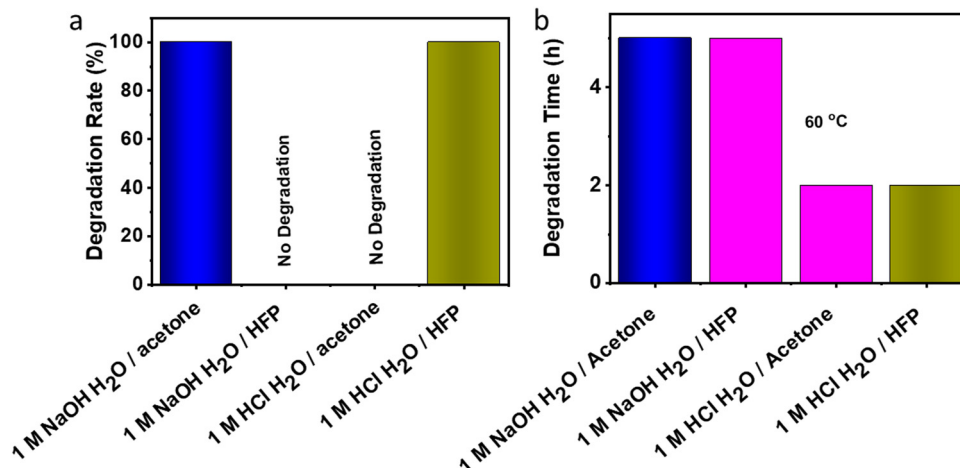 a
Degradation Rate (%)
100
80
60
40
20
0
No Degradation
No Degradation
1 M NaOH H₂O / acetone
1 M NaOH H₂O / HFP
1 M HCl H₂O / acetone
1 M HCl H₂O / HFP
b
Degradation Time (h)
4
2
0
60 °C
1 M NaOH H₂O / Acetone
1 M NaOH H₂O / HFP
1 M HCl H₂O / Acetone
1 M HCl H₂O / HFP